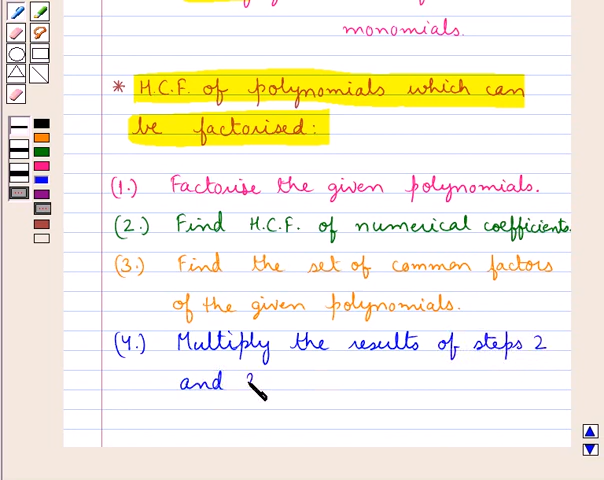 monomials.
* H.C.F. of polynomials which can
be factorised:
(1.) Factorise the given polynomials.
(2.) Find H.C.F. of numerical coefficients.
(3.) Find the set of common factors
of the given polynomials.
(4.) Multiply the results of steps 2
and